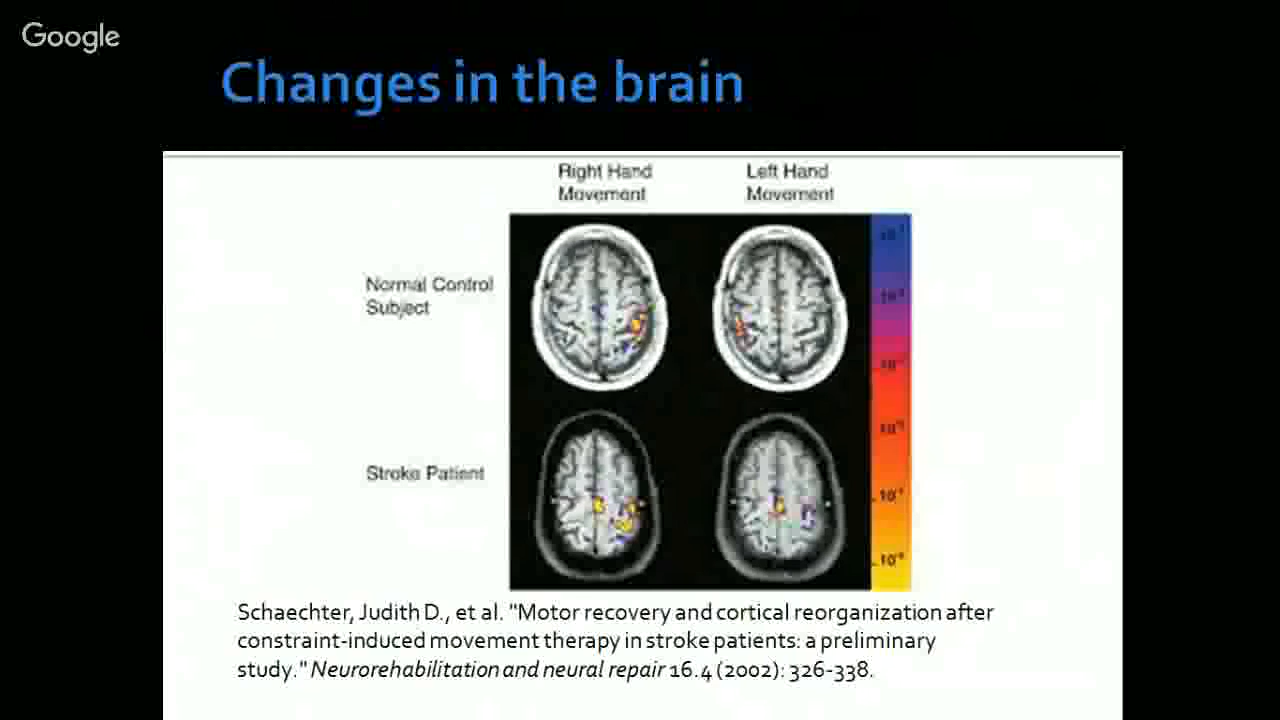 Google
Changes in the brain
Right Hand Movement
Left Hand Movement
Normal Control Subject
Stroke Patient
Schaechter, Judith D., et al. "Motor recovery and cortical reorganization after
constraint-induced movement therapy in stroke patients: a preliminary
study." Neurorehabilitation and neural repair 16.4 (2002): 326-338.